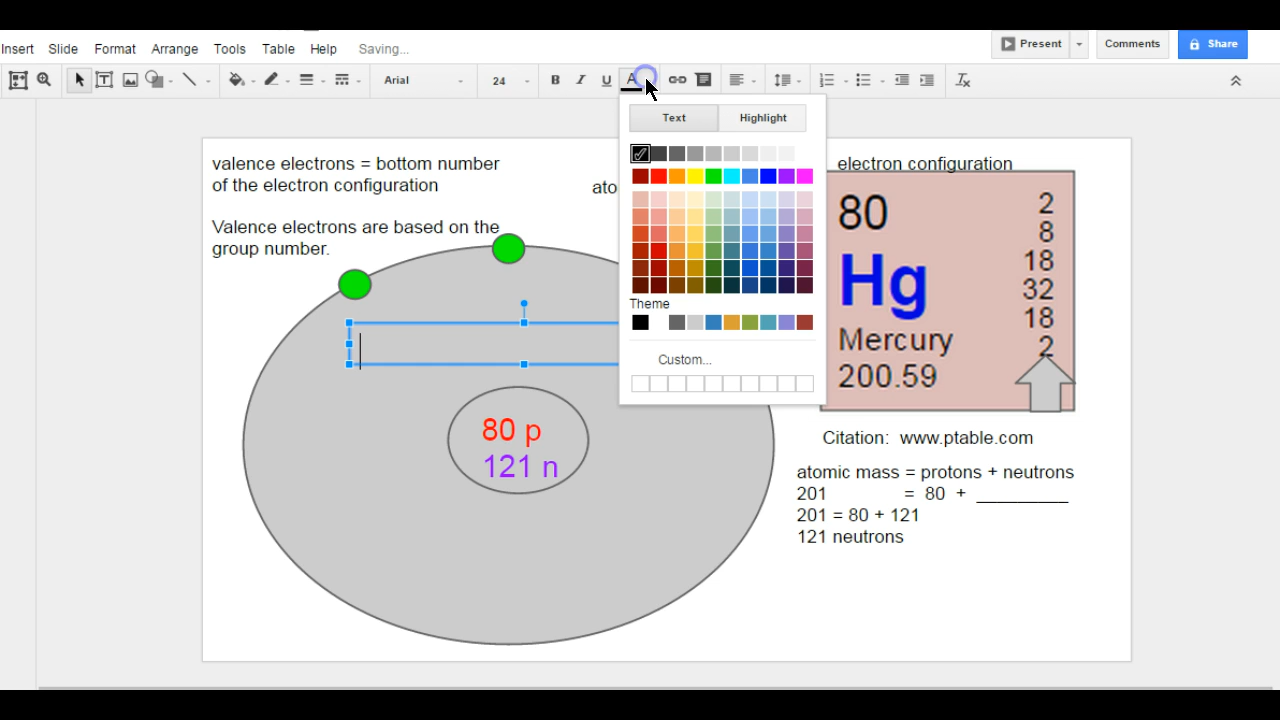 Insert Slide Format Arrange Tools Table Help Saving...
Present Comments Share
Arial 24 B I U A
Text Highlight
valence electrons = bottom number
of the electron configuration
Valence electrons are based on the
group number.
electron configuration
Theme
Custom...
80
Hg
Mercury
200.59
2
8
18
32
18
2
80 p
121 n
Citation: www.ptable.com
atomic mass = protons + neutrons
201 = 80 + _________
201 = 80 + 121
121 neutrons